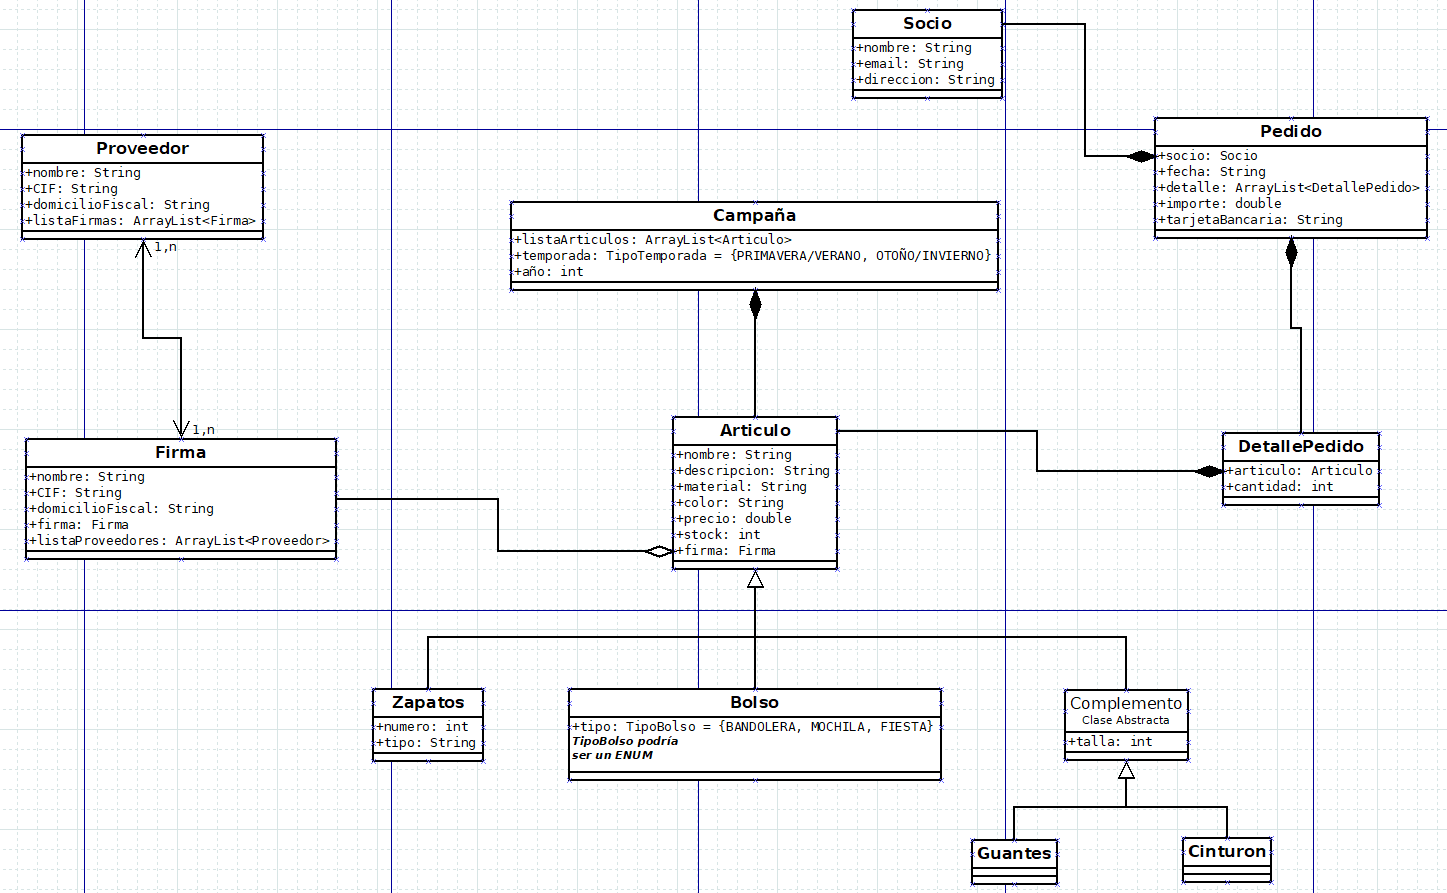 Socio
+nombre: String
+email: String
+direccion: String
Pedido
+socio: Socio
+fecha: String
+detalle: ArrayList<DetallePedido>
+importe: double
+tarjetaBancaria: String
Proveedor
+nombre: String
+CIF: String
+domicilioFiscal: String
+listaFirmas: ArrayList<Firma>
1,n
Campaña
+listaArticulos: ArrayList<Articulo>
+temporada: TipoTemporada = {PRIMAVERA/VERANO, OTOÑO/INVIERNO}
+año: int
1,n
Firma
+nombre: String
+CIF: String
+domicilioFiscal: String
+firma: Firma
+listaProveedores: ArrayList<Proveedor>
Articulo
+nombre: String
+descripcion: String
+material: String
+color: String
+precio: double
+stock: int
+firma: Firma
DetallePedido
+articulo: Articulo
+cantidad: int
Zapatos
+numero: int
+tipo: String
Bolso
+tipo: TipoBolso = {BANDOLERA, MOCHILA, FIESTA}
TipoBolso podría
ser un ENUM
Complemento
Clase Abstracta
+talla: int
Guantes
Cinturon